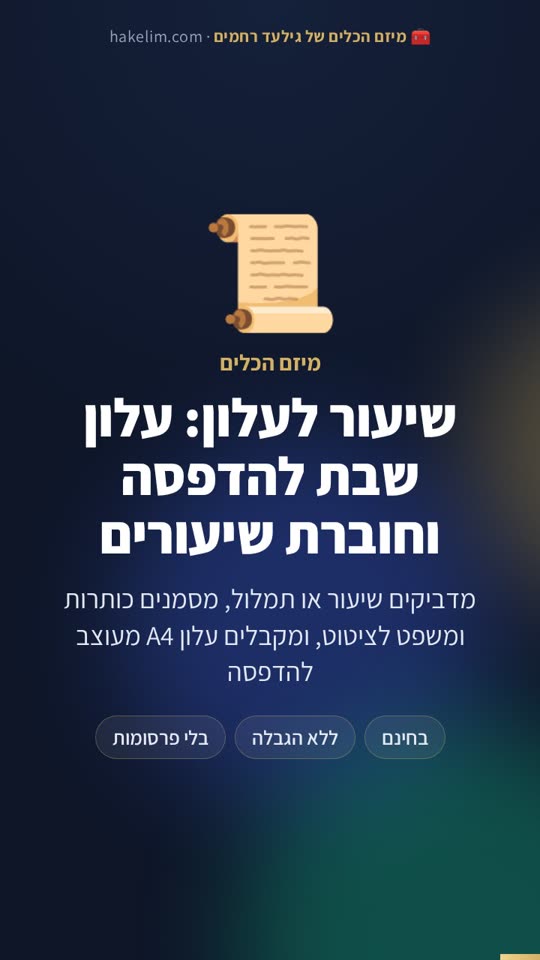 🧰 מיזם הכלים של גילעד רחמים · hakelim.com
מיזם הכלים
שיעור לעלון: עלון
שבת להדפסה
וחוברת שיעורים
מדביקים שיעור או תמלול, מסמנים כותרות
ומשפט לציטוט, ומקבלים עלון A4 מעוצב
להדפסה
בחינם
ללא הגבלה
בלי פרסומות